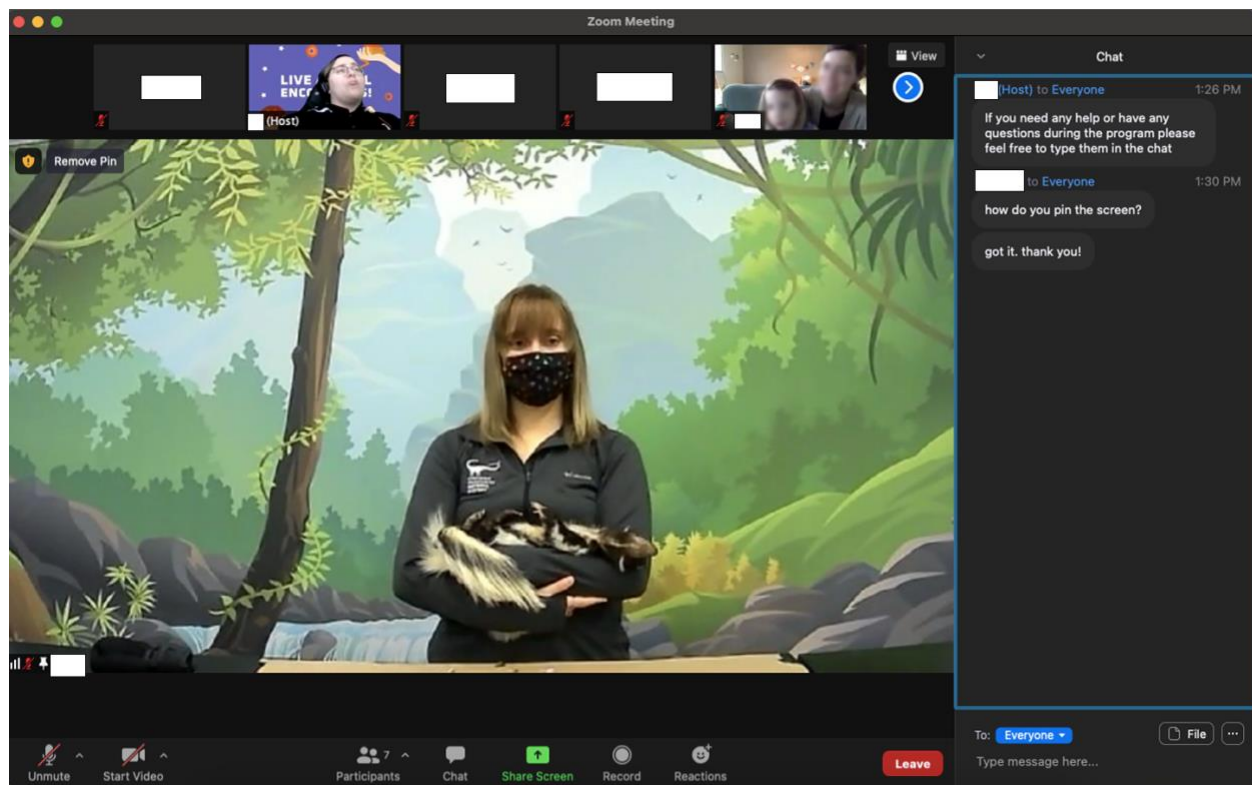 Zoom Meeting
View
LIVE
(Host)
Remove Pin
Chat
(Host) to Everyone 1:26 PM
If you need any help or have any
questions during the program please
feel free to type them in the chat
to Everyone 1:30 PM
how do you pin the screen?
got it. thank you!
To: Everyone
File
Type message here...
Unmute
Start Video
7
Participants
Chat
Share Screen
Record
Reactions
Leave